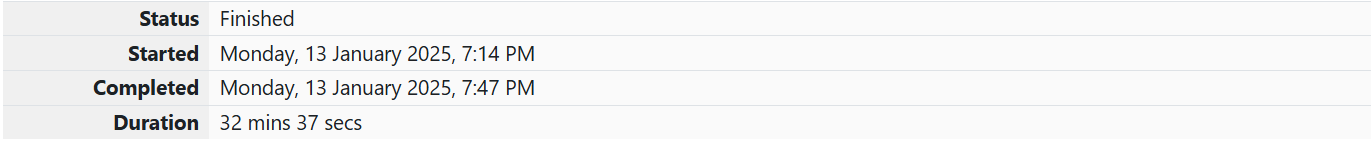 Status Finished
Started Monday, 13 January 2025, 7:14 PM
Completed Monday, 13 January 2025, 7:47 PM
Duration 32 mins 37 secs